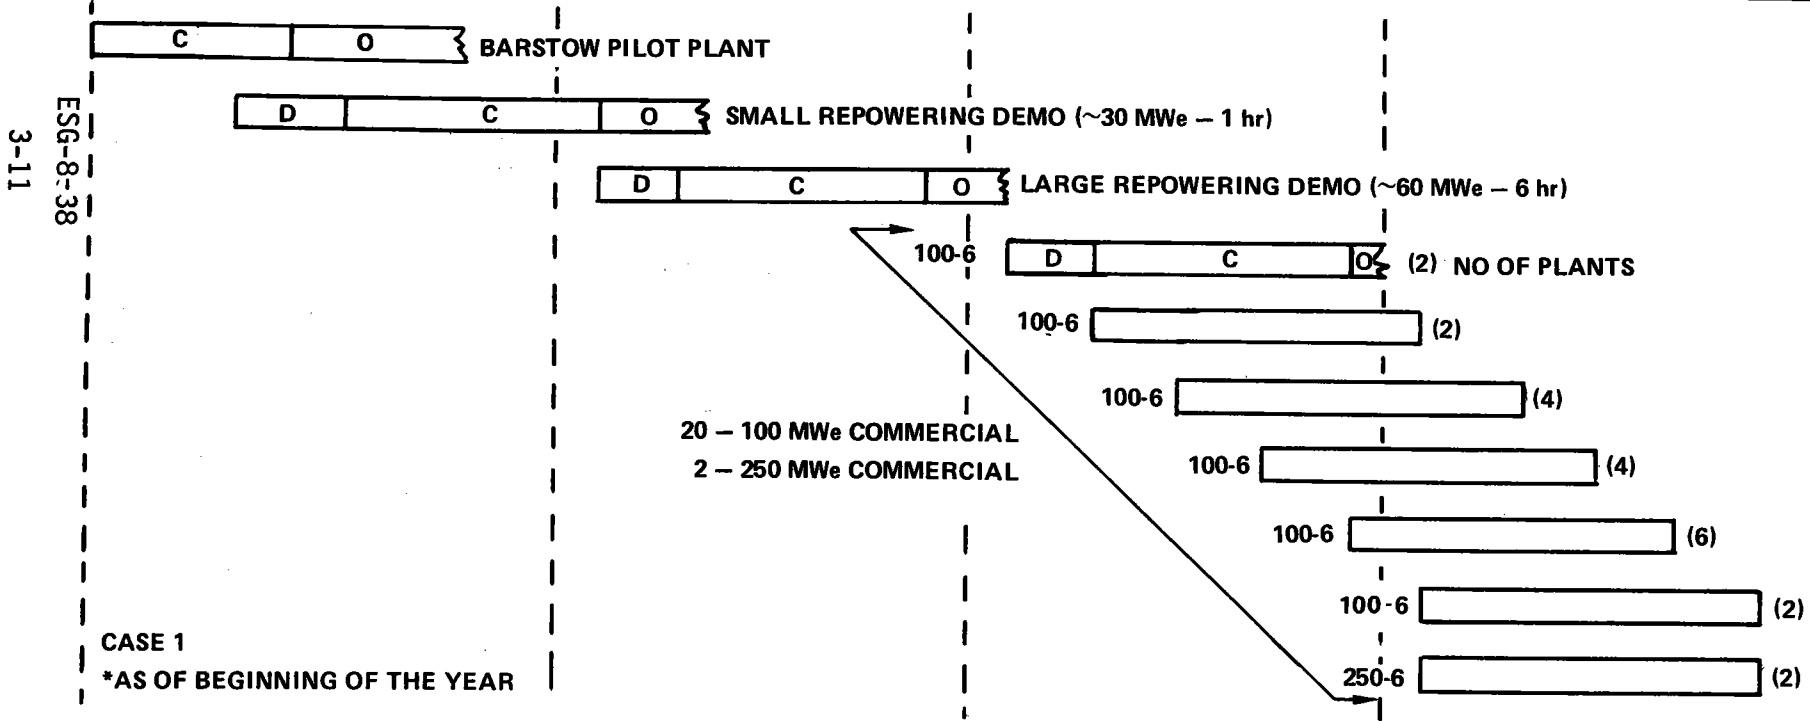 C O BARSTOW PILOT PLANT
D C O SMALL REPOWERING DEMO (~30 MWe – 1 hr)
ESG-8-38
3-11
D C O LARGE REPOWERING DEMO (~60 MWe – 6 hr)
100-6 D C O (2) NO OF PLANTS
100-6 (2)
100-6 (4)
20 – 100 MWe COMMERCIAL
2 – 250 MWe COMMERCIAL
100-6 (4)
100-6 (6)
100-6 (2)
CASE 1
250-6 (2)
*AS OF BEGINNING OF THE YEAR